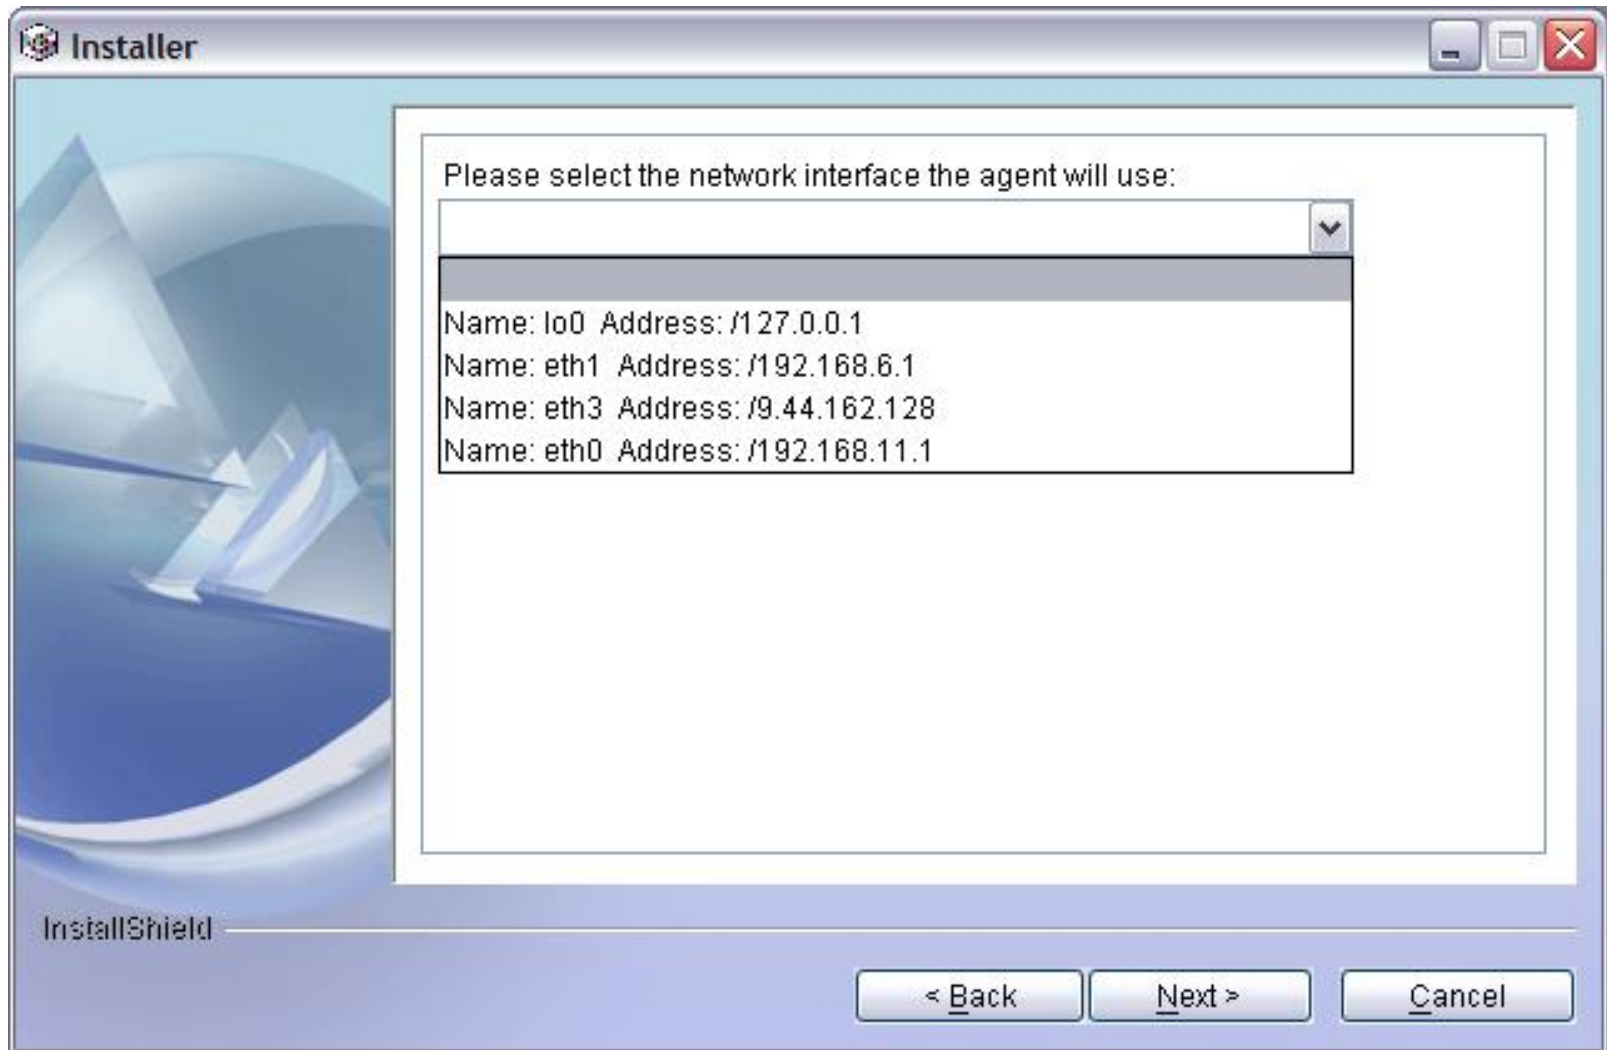 Installer
Please select the network interface the agent will use:
Name: lo0 Address: /127.0.0.1
Name: eth1 Address: /192.168.6.1
Name: eth3 Address: /9.44.162.128
Name: eth0 Address: /192.168.11.1
InstallShield
< Back
Next >
Cancel